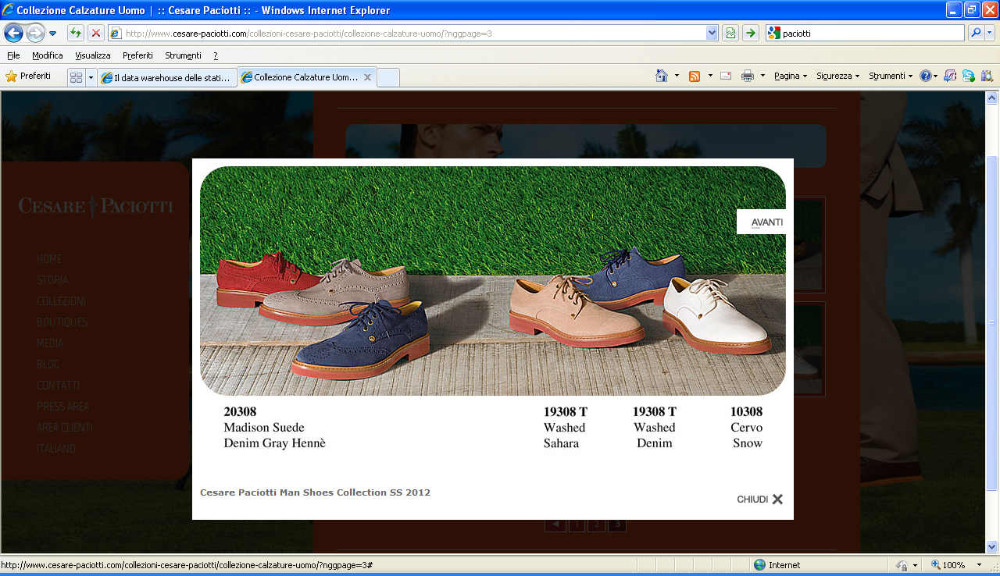 Collezione Calzature Uomo | :: Cesare Paciotti :: - Windows Internet Explorer
http://www.cesare-paciotti.com/collezioni-cesare-paciotti/collezione-calzature-uomo/?nggpage=3
paciotti
File Modifica Visualizza Preferiti Strumenti ?
Preferiti
Il data warehouse delle stati...
Collezione Calzature Uom...
Pagina Sicurezza Strumenti
CESARE PACIOTTI
HOME
STORIA
COLLEZIONI
BOUTIQUES
MEDIA
BLOG
CONTATTI
PRESS AREA
AREA CLIENTI
ITALIANO
AVANTI
20308
Madison Suede
Denim Gray Hennè
19308 T
Washed
Sahara
19308 T
Washed
Denim
10308
Cervo
Snow
Cesare Paciotti Man Shoes Collection SS 2012
CHIUDI
◄ 1 2 3
http://www.cesare-paciotti.com/collezioni-cesare-paciotti/collezione-calzature-uomo/?nggpage=3#
Internet
100%